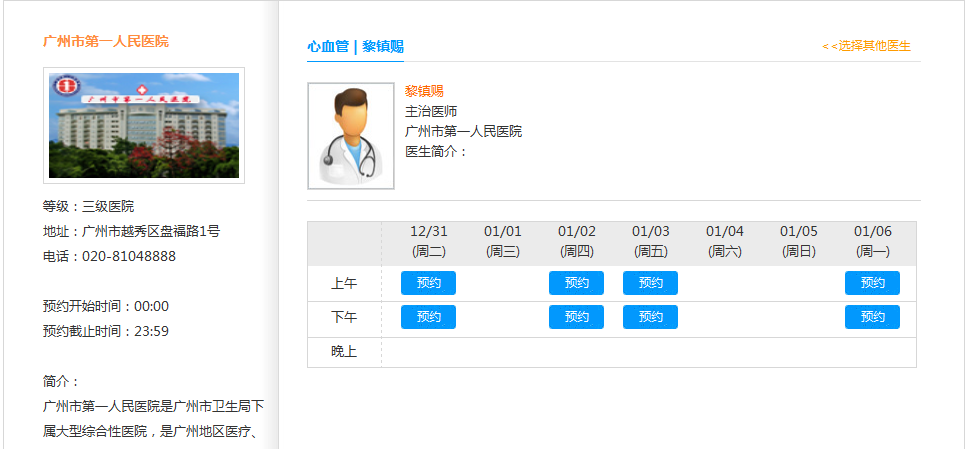 广州市第一人民医院
广州市第一人民医院
等级：三级医院
地址：广州市越秀区盘福路1号
电话：020-81048888
预约开始时间：00:00
预约截止时间：23:59
简介：
广州市第一人民医院是广州市卫生局下
属大型综合性医院，是广州地区医疗、
心血管 | 黎镇赐
<<选择其他医生
黎镇赐
主治医师
广州市第一人民医院
医生简介：
12/31 01/01 01/02 01/03 01/04 01/05 01/06
(周二) (周三) (周四) (周五) (周六) (周日) (周一)
上午 预约 预约 预约 预约
下午 预约 预约 预约 预约
晚上